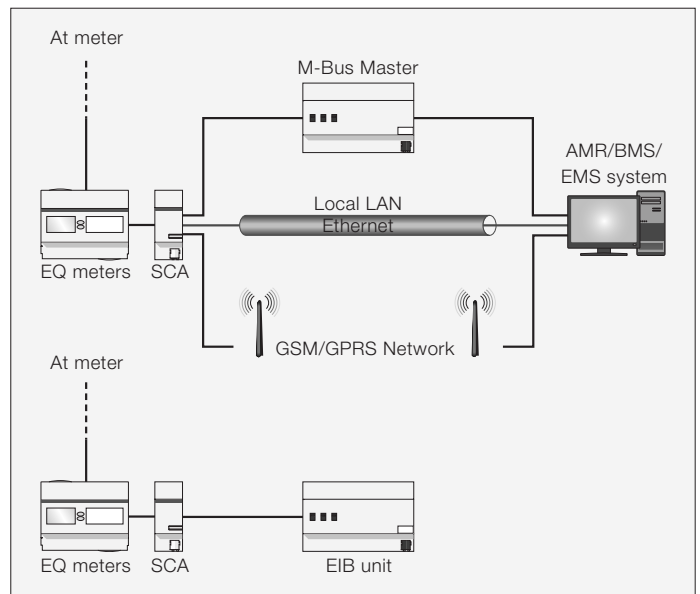 At meter
M-Bus Master
AMR/BMS/
EMS system
Local LAN
Ethernet
EQ meters
SCA
GSM/GPRS Network
At meter
EQ meters
SCA
EIB unit